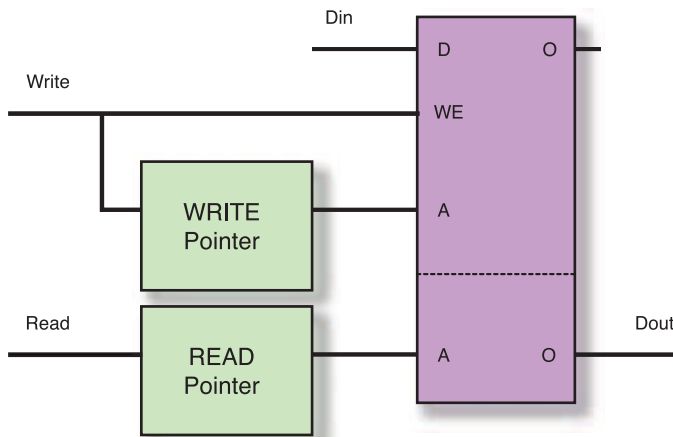 Din
D O
Write
WE
WRITE
Pointer
A
Read
Dout
READ
Pointer
A O